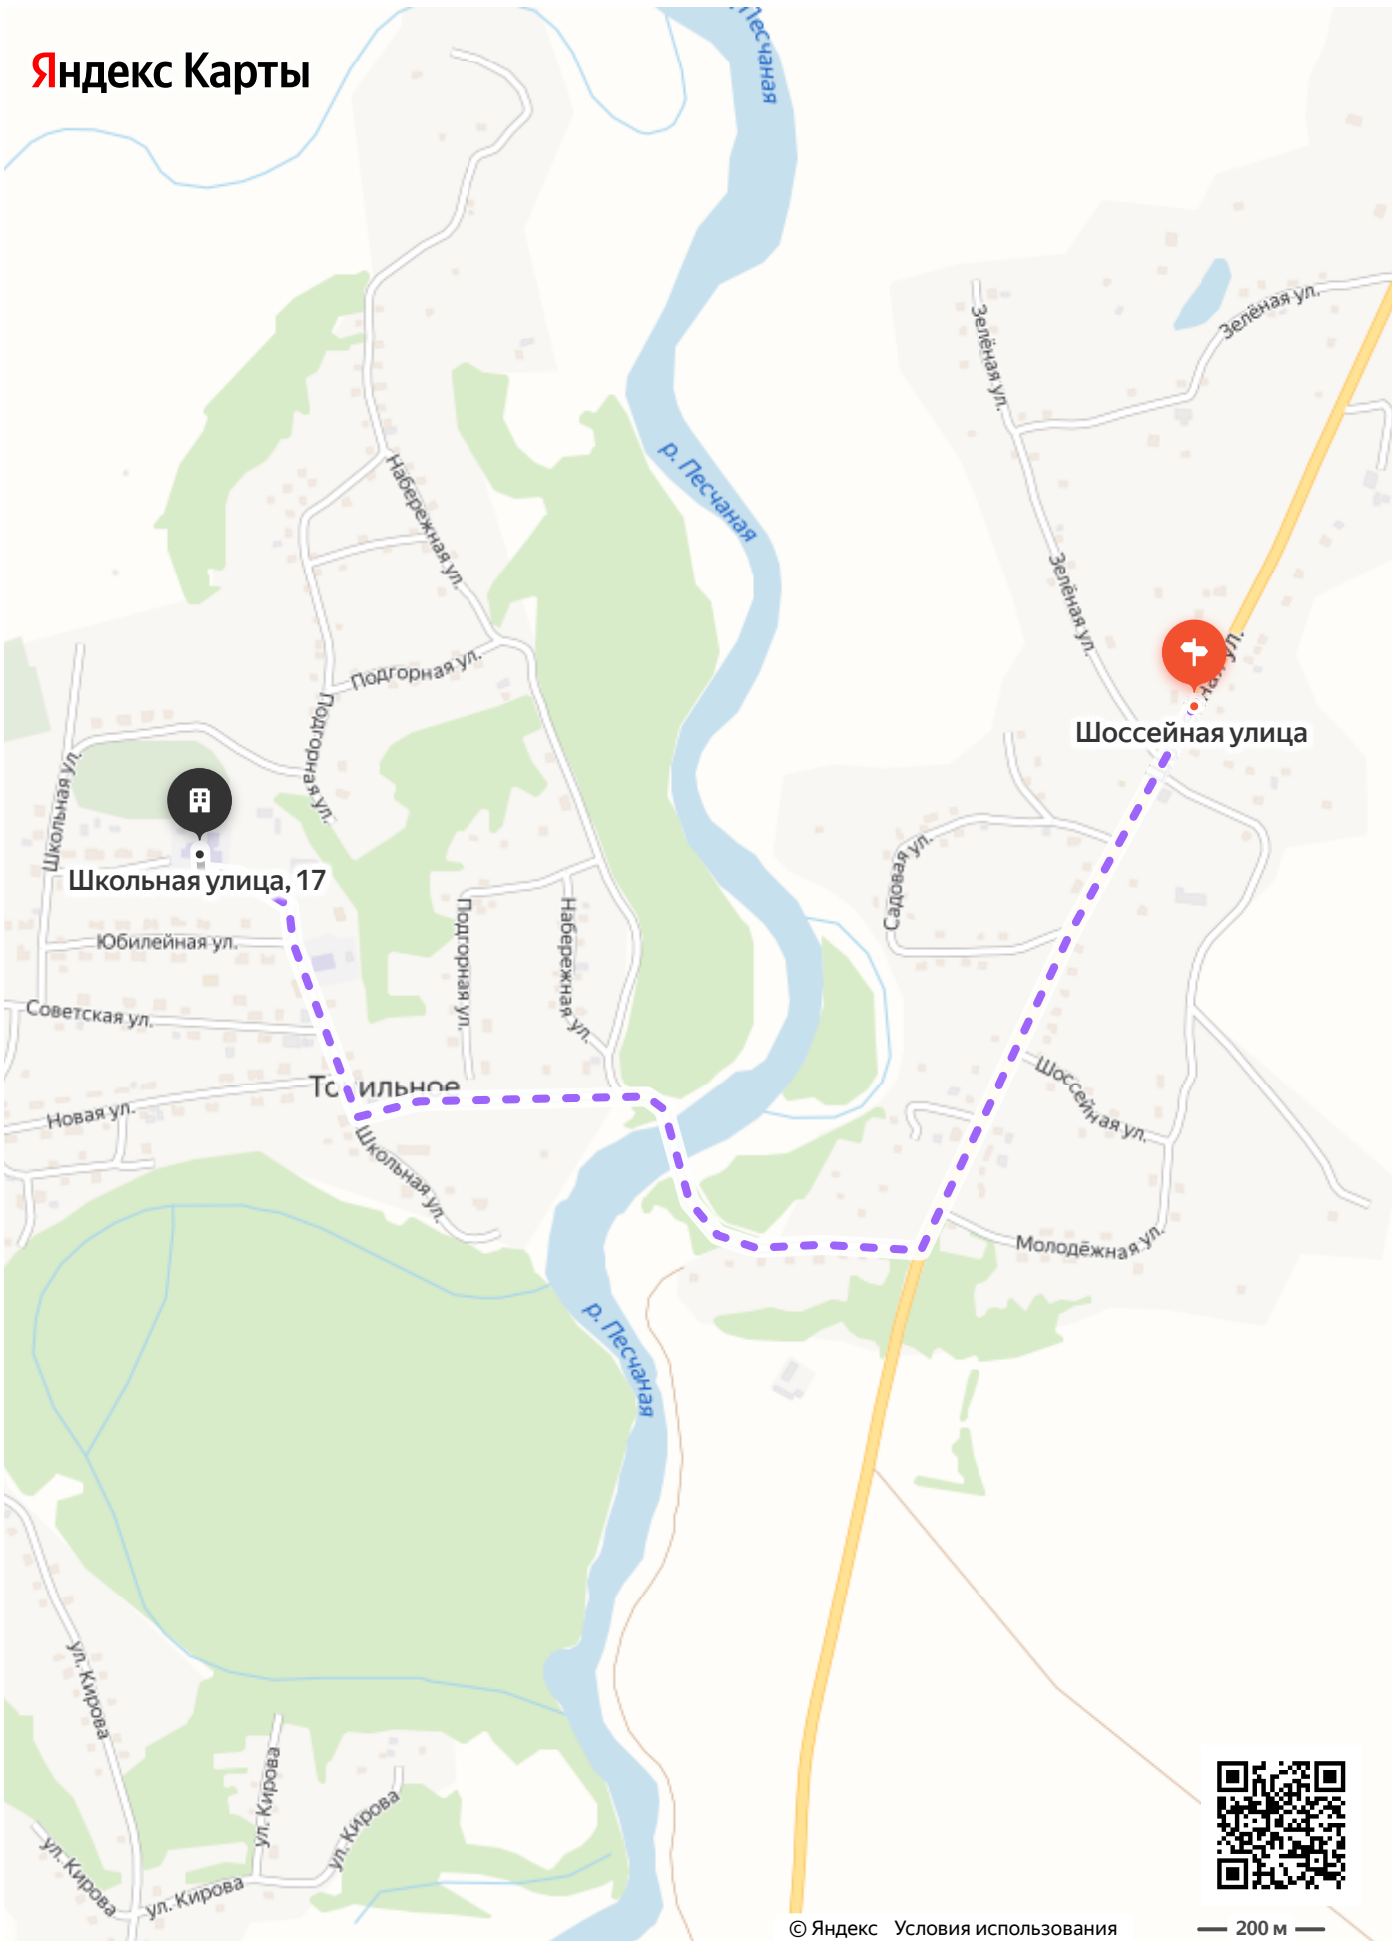 Песчаная
Яндекс Карты
Зелёная ул.
Зелёная ул.
р. Песчаная
Набережная ул.
Зелёная ул.
Подгорная ул.
Подгорная ул.
Шоссейная улица
Школьная ул.
Школьная улица, 17
Садовая ул.
Юбилейная ул.
Подгорная ул.
Набережная ул.
Советская ул.
Шоссейная ул.
Новая ул.
Школьная ул.
Молодёжная ул.
р. Песчаная
ул. Кирова
ул. Кирова
ул. Кирова
ул. Кирова
ул. Кирова
© Яндекс Условия использования
200 м